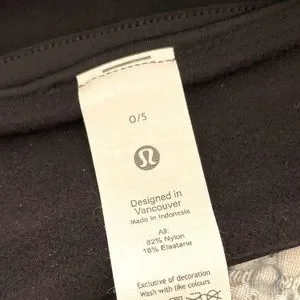 O/S
Designed in
Vancouver
Made in Indonesia
All:
82% Nylon
18% Elastane
Exclusive of decoration
Wash with like colours